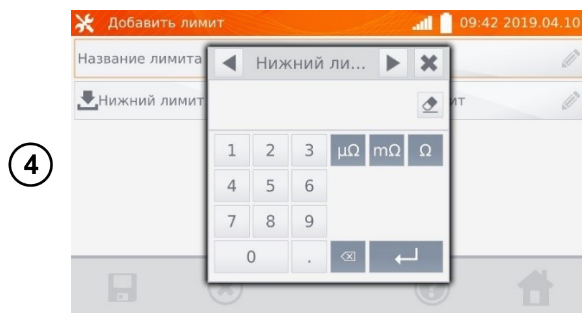 Добавить лимит 09:42 2019.04.10
Название лимита
Нижний ли...
Нижний лимит ит
1 2 3 μΩ mΩ Ω
4 5 6
7 8 9
0 .
4